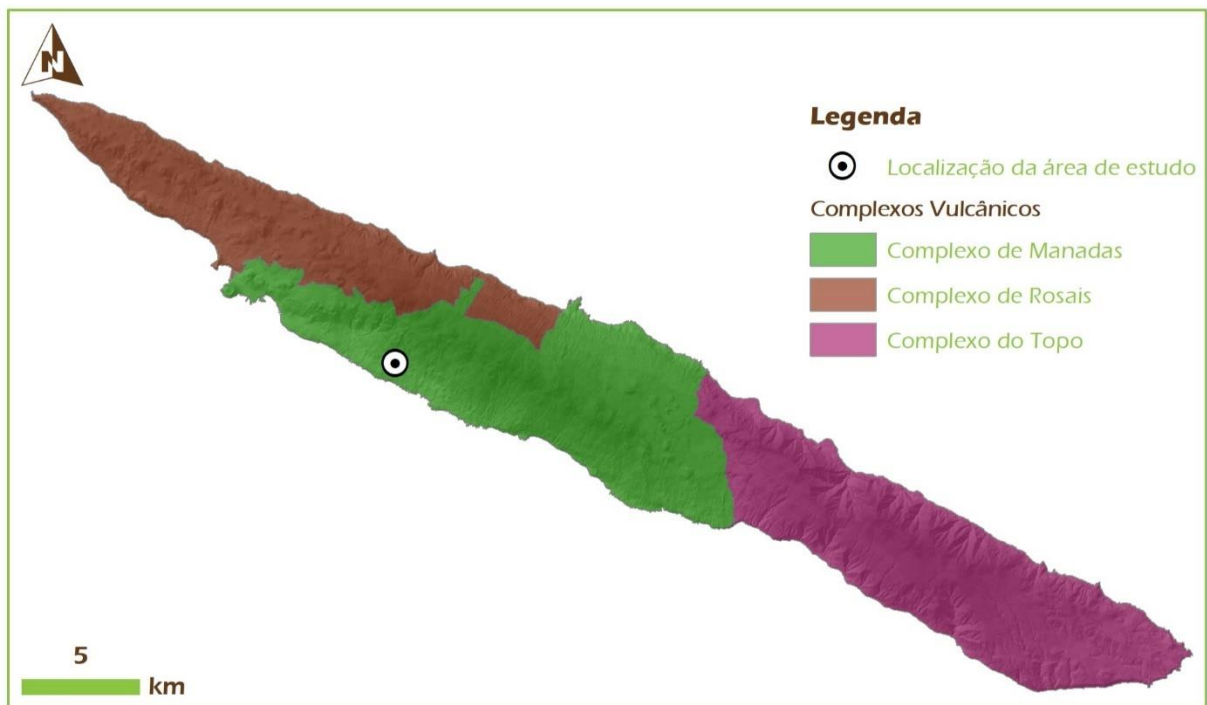 N
Legenda
Localização da área de estudo
Complexos Vulcânicos
Complexo de Manadas
Complexo de Rosais
Complexo do Topo
5
km